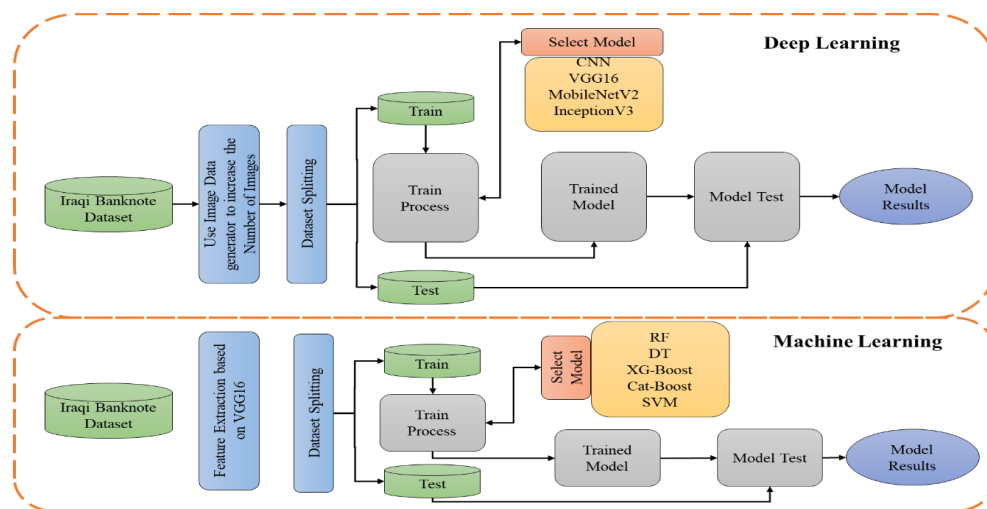 Deep Learning
Select Model
CNN
VGG16
MobileNetV2
InceptionV3
Train
Iraqi Banknote
Dataset
Use Image Data
generator to increase the
Number of Images
Dataset Splitting
Train
Process
Trained
Model
Model Test
Model
Results
Test
Machine Learning
Select
Model
RF
DT
XG-Boost
Cat-Boost
SVM
Train
Iraqi Banknote
Dataset
Feature Extraction based
on VGG16
Dataset Splitting
Train
Process
Trained
Model
Model Test
Model
Results
Test